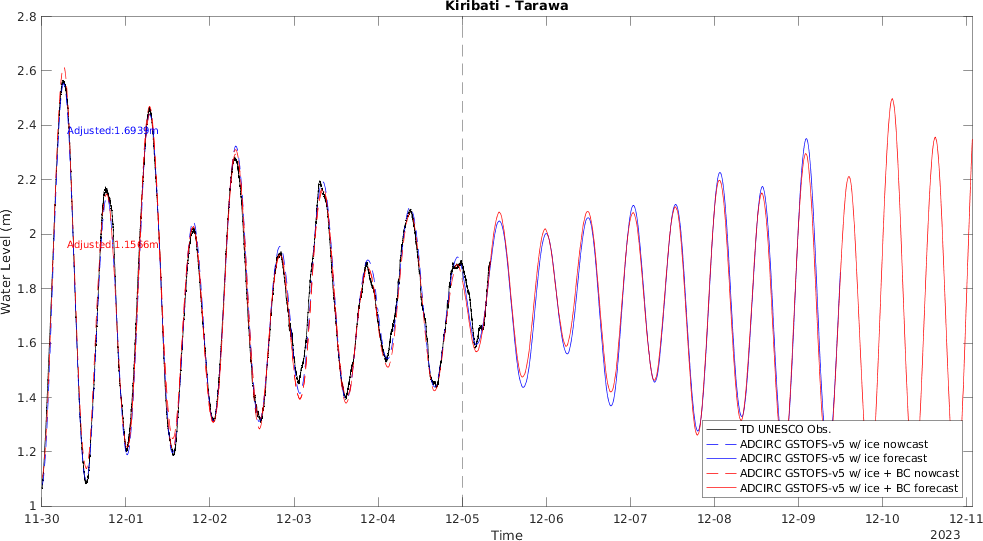 Kiribati - Tarawa
2.8
2.6
2.4
2.2
2
1.8
1.6
1.4
1.2
1
Water Level (m)
Adjusted:1.6939m
Adjusted:1.1566m
TD UNESCO Obs.
ADCIRC GSTOFS-v5 w/ ice nowcast
ADCIRC GSTOFS-v5 w/ ice forecast
ADCIRC GSTOFS-v5 w/ ice + BC nowcast
ADCIRC GSTOFS-v5 w/ ice + BC forecast
11-30 12-01 12-02 12-03 12-04 12-05 12-06 12-07 12-08 12-09 12-10 12-11
Time
2023